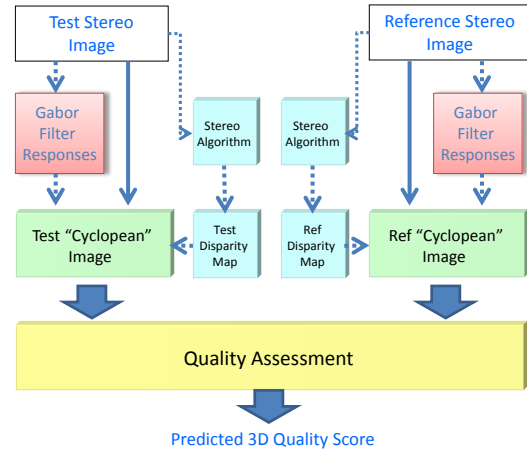 Test Stereo
Image
Reference Stereo
Image
Gabor
Filter
Responses
Stereo
Algorithm
Stereo
Algorithm
Gabor
Filter
Responses
Test “Cyclopean”
Image
Test
Disparity
Map
Ref
Disparity
Map
Ref “Cyclopean”
Image
Quality Assessment
Predicted 3D Quality Score